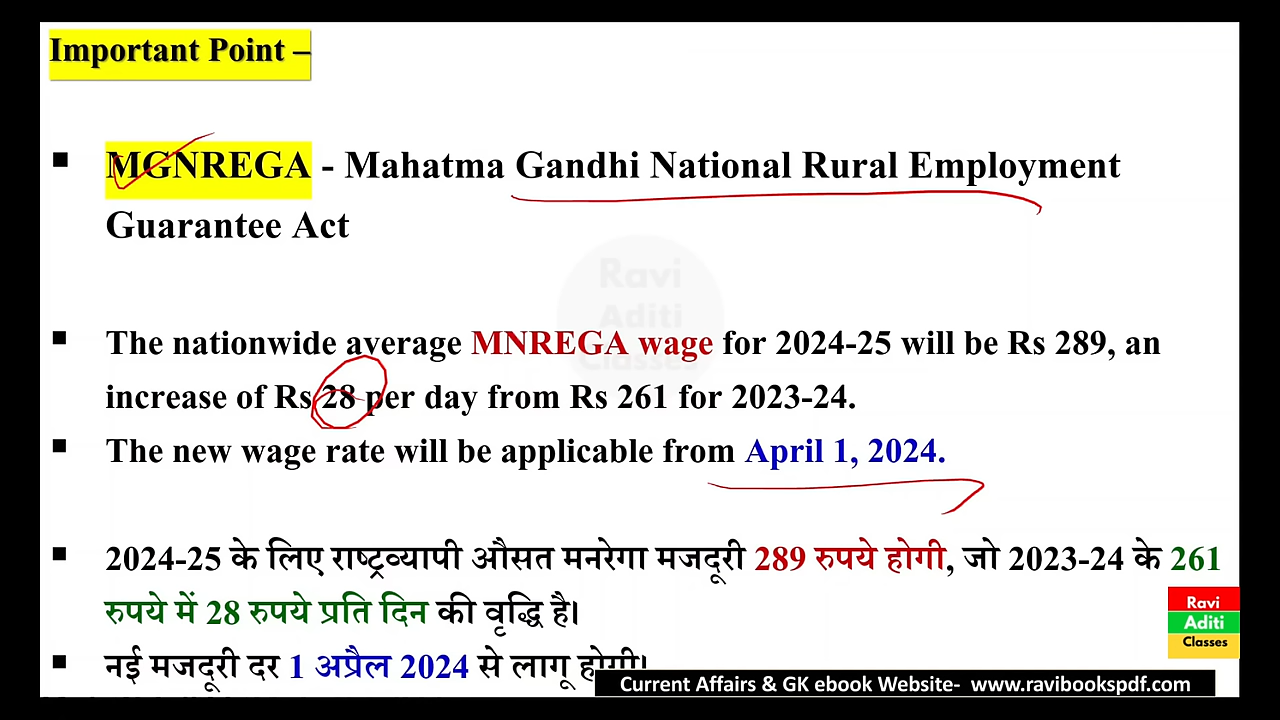 Important Point –
▪ MGNREGA - Mahatma Gandhi National Rural Employment
Guarantee Act
Ravi
Aditi
Classes
▪ The nationwide average MNREGA wage for 2024-25 will be Rs 289, an
increase of Rs 28 per day from Rs 261 for 2023-24.
▪ The new wage rate will be applicable from April 1, 2024.
▪ 2024-25 के लिए राष्ट्रव्यापी औसत मनरेगा मजदूरी 289 रुपये होगी, जो 2023-24 के 261
रुपये में 28 रुपये प्रति दिन की वृद्धि है।
▪ नई मजदूरी दर 1 अप्रैल 2024 से लागू होगी।
Ravi
Aditi
Classes
Current Affairs & GK ebook Website- www.ravibookspdf.com